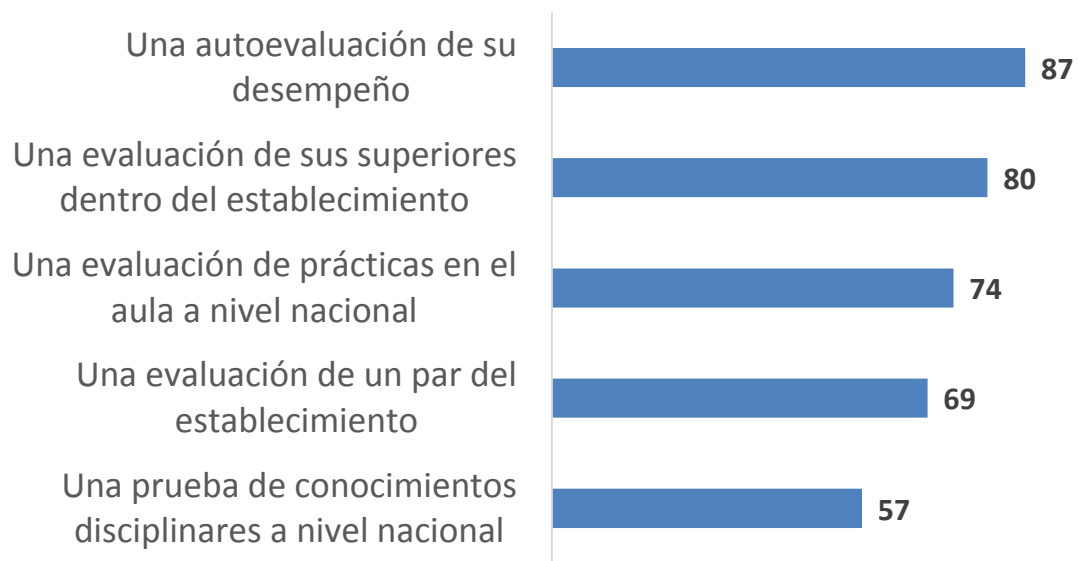 Una autoevaluación de su
desempeño
87
Una evaluación de sus superiores
dentro del establecimiento
80
Una evaluación de prácticas en el
aula a nivel nacional
74
Una evaluación de un par del
establecimiento
69
Una prueba de conocimientos
disciplinares a nivel nacional
57